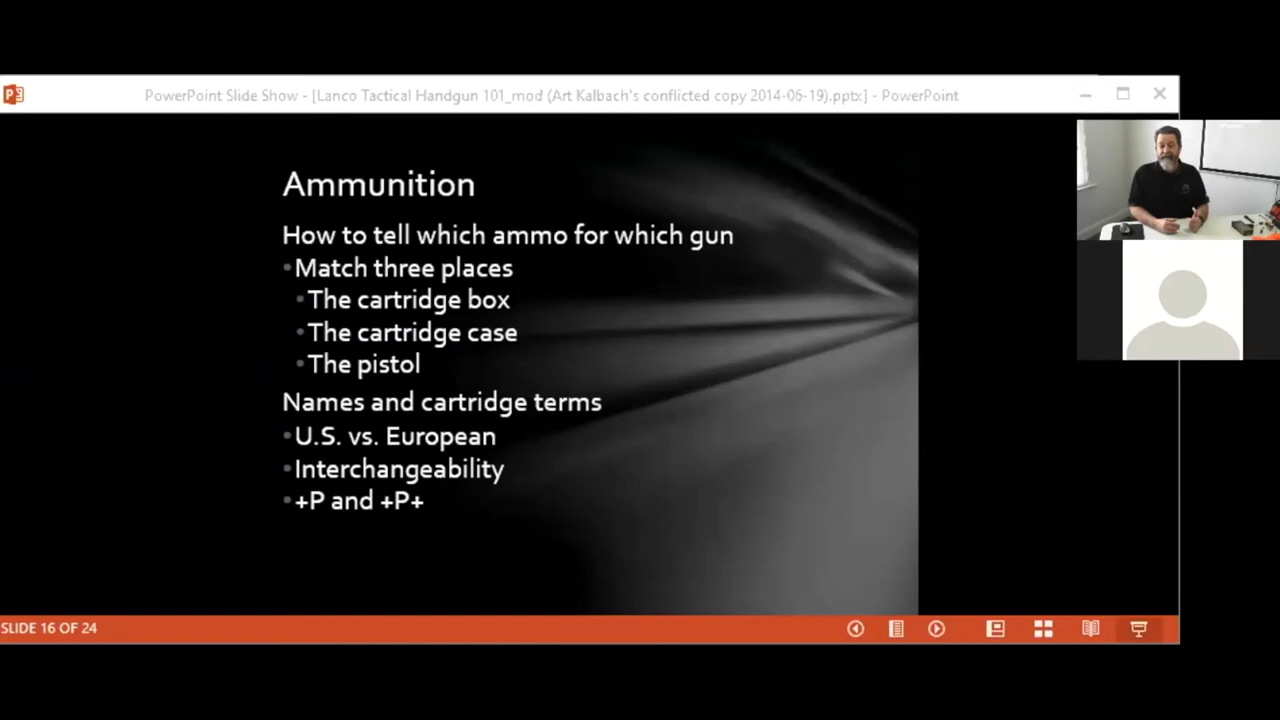 PowerPoint Slide Show - [Lanco Tactical Handgun 101_mod (Art Kalbach's conflicted copy 2014-06-19).pptx] - PowerPoint
Ammunition
How to tell which ammo for which gun
•Match three places
•The cartridge box
•The cartridge case
•The pistol
Names and cartridge terms
•U.S. vs. European
•Interchangeability
•+P and +P+
SLIDE 16 OF 24